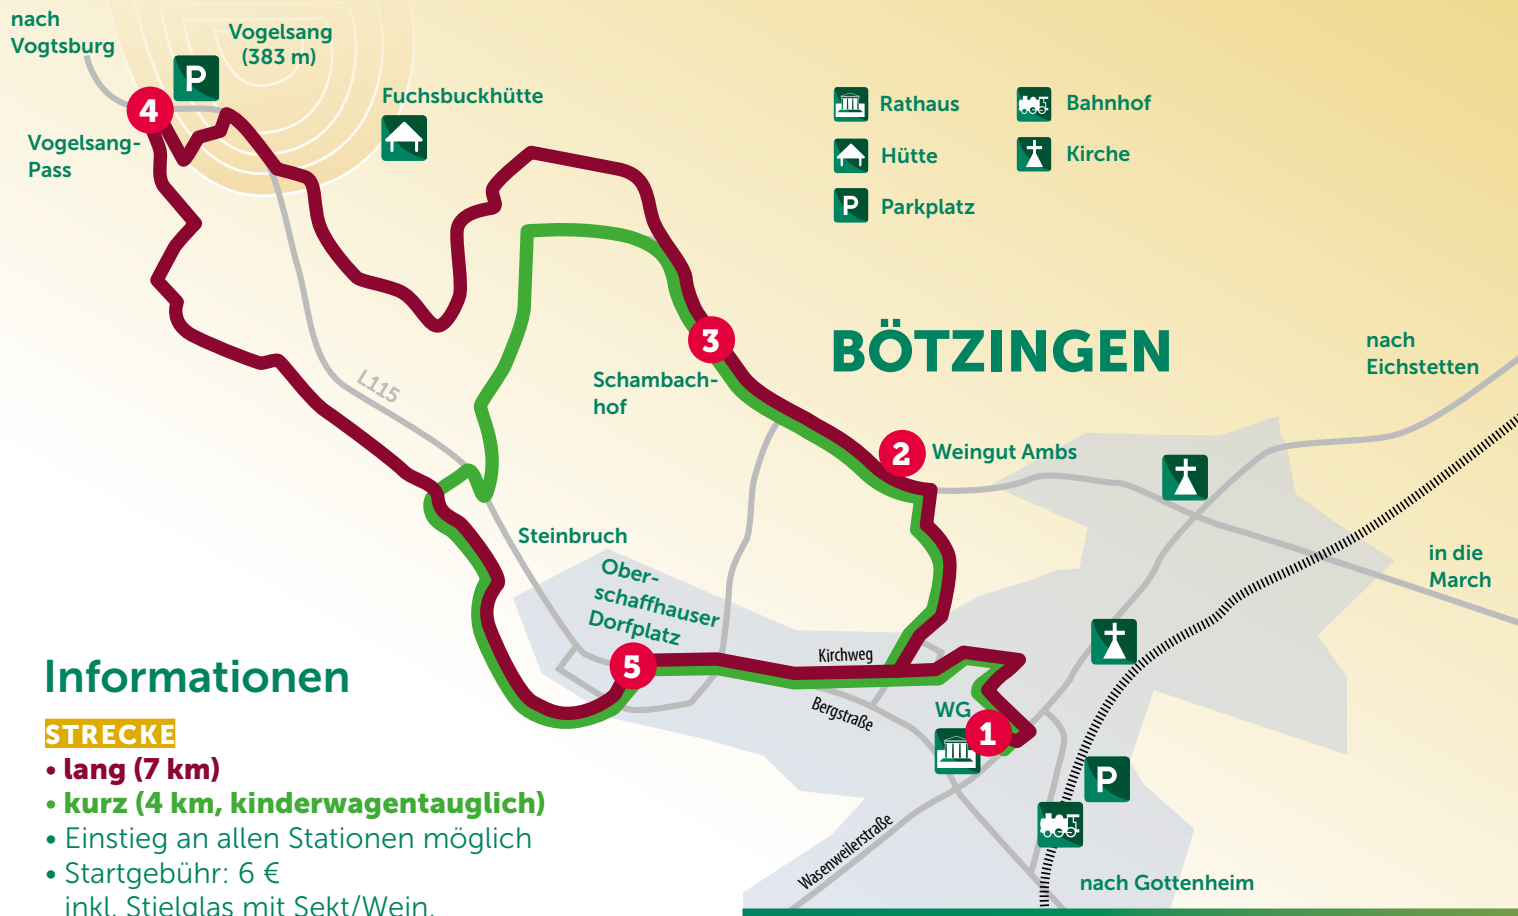 nach
Vogtsburg
Vogelsang
(383 m)
P
4
Fuchsbuckhütte
Vogelsang-
Pass
Rathaus
Bahnhof
Hütte
Kirche
P
Parkplatz
3
BÖTZINGEN
nach
Eichstetten
L115
Schambach-
hof
2
Weingut Ambs
Steinbruch
in die
March
Ober-
schaffhauser
Dorfplatz
5
Kirchweg
Bergstraße
WG
1
P
Wasenweilerstraße
nach Gottenheim
Informationen
STRECKE
• lang (7 km)
• kurz (4 km, kinderwagentauglich)
• Einstieg an allen Stationen möglich
• Startgebühr: 6 €
inkl. Stielglas mit Sekt/Wein,